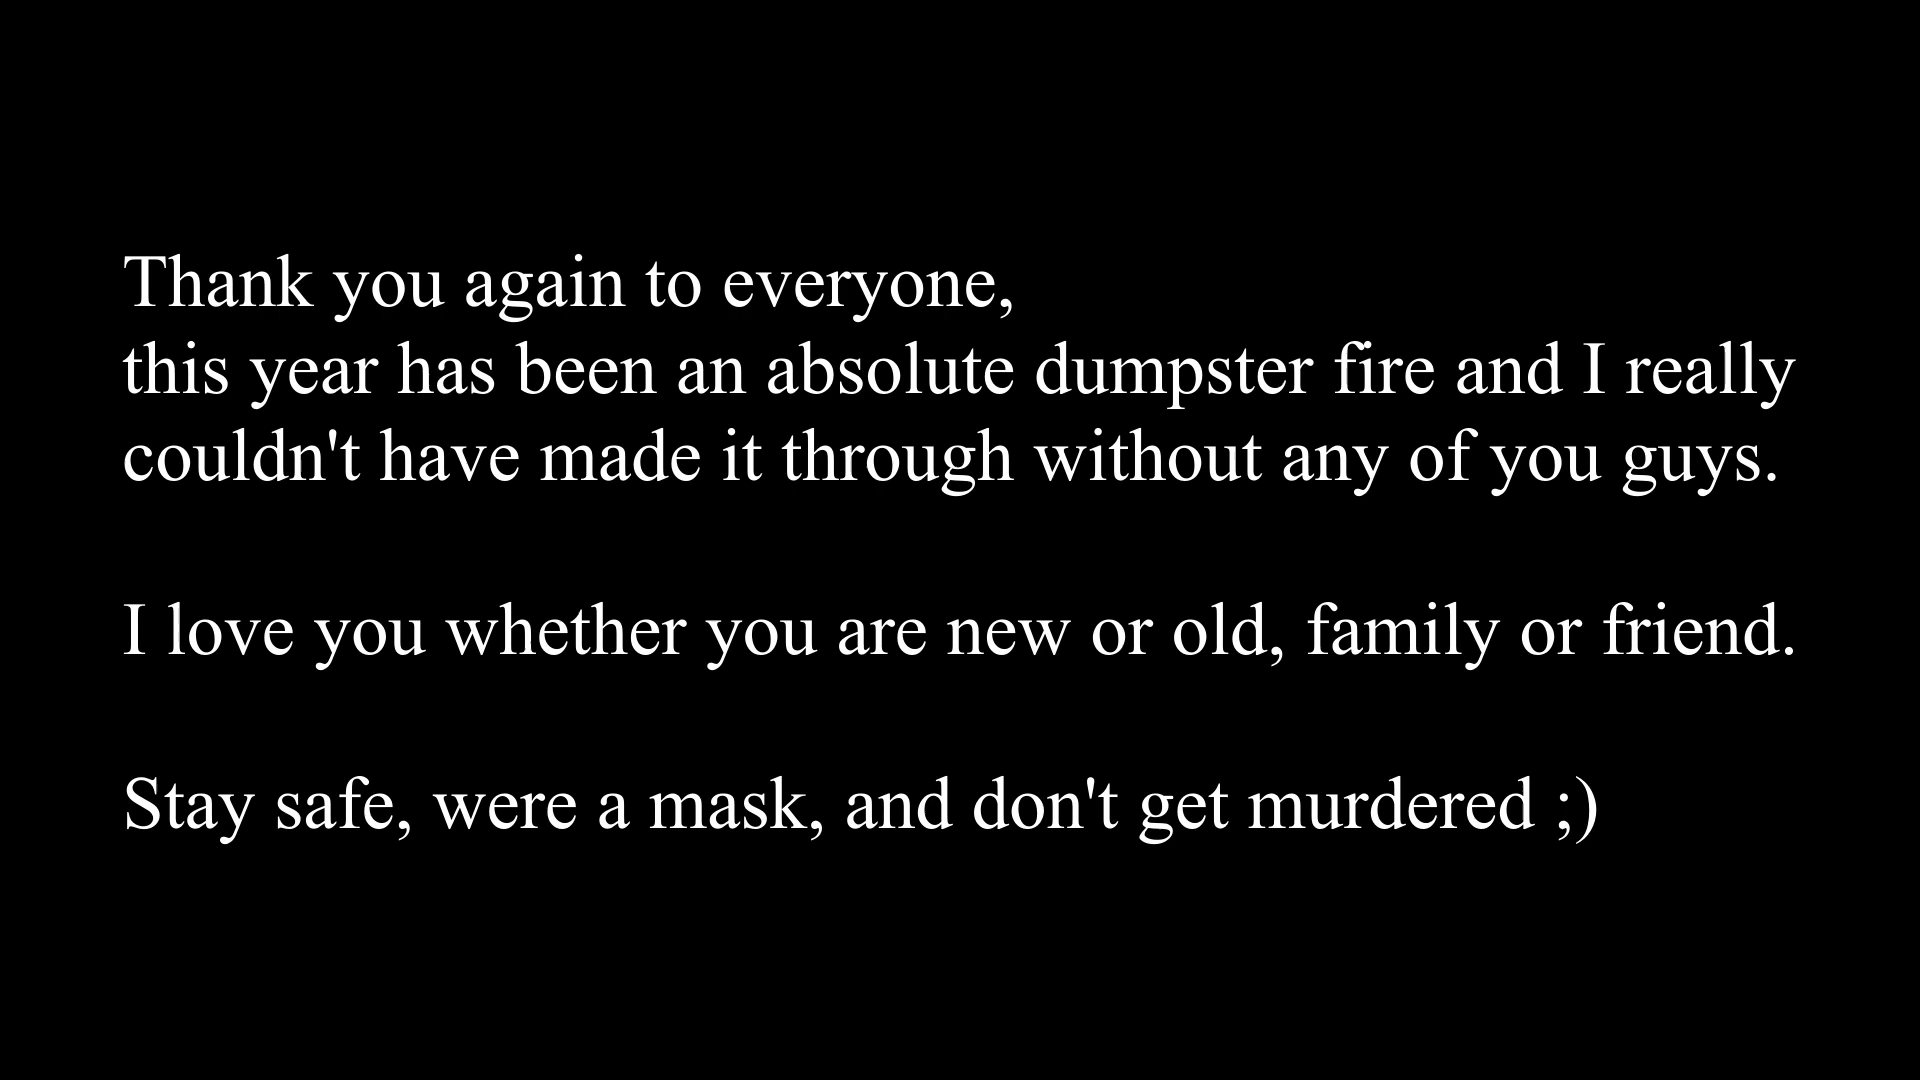 Thank you again to everyone,
this year has been an absolute dumpster fire and I really
couldn't have made it through without any of you guys.
I love you whether you are new or old, family or friend.
Stay safe, were a mask, and don't get murdered ;)